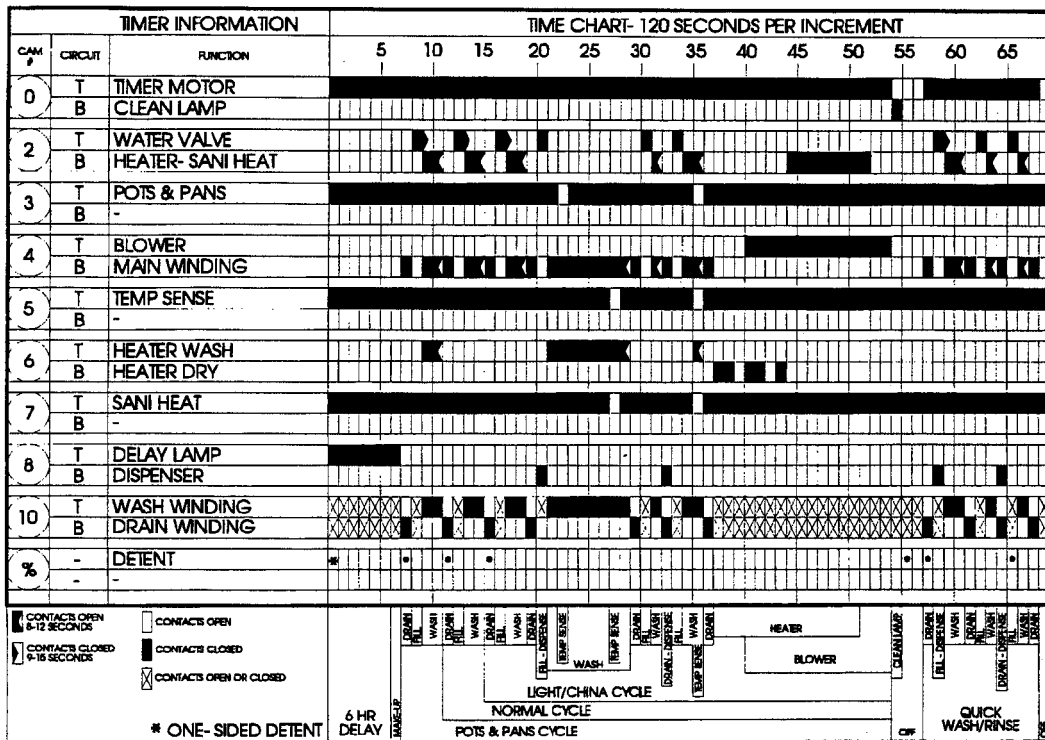 TIMER INFORMATION
TIME CHART- 120 SECONDS PER INCREMENT
CAM # CIRCUIT FUNCTION 5 10 15 20 25 30 35 40 45 50 55 60 65
0 T TIMER MOTOR
B CLEAN LAMP
2 T WATER VALVE
B HEATER- SANI HEAT
3 T POTS & PANS
B -
4 T BLOWER
B MAIN WINDING
5 T TEMP SENSE
B -
6 T HEATER WASH
B HEATER DRY
7 T SANI HEAT
B -
8 T DELAY LAMP
B DISPENSER
10 T WASH WINDING
B DRAIN WINDING
% - DETENT
- -
CONTACTS OPEN
8-12 SECONDS
CONTACTS OPEN
CONTACTS CLOSED
9-15 SECONDS
CONTACTS CLOSED
CONTACTS OPEN OR CLOSED
* ONE-SIDED DETENT
6 HR
DELAY
MAKE-UP
DRAIN
FILL
WASH
DRAIN
FILL
WASH
DRAIN
FILL
WASH
DRAIN
FILL - DISPENSE
TEMP SENSE
WASH
TEMP SENSE
DRAIN
FILL
WASH
DRAIN - DISPENSE
FILL
WASH
TEMP SENSE
DRAIN
HEATER
BLOWER
CLEAN LAMP
LIGHT/CHINA CYCLE
NORMAL CYCLE
POTS & PANS CYCLE
OFF
DRAIN
FILL - DISPENSE
WASH
DRAIN
FILL
WASH
DRAIN - DISPENSE
FILL
WASH
DRAIN
QUICK
WASH/RINSE